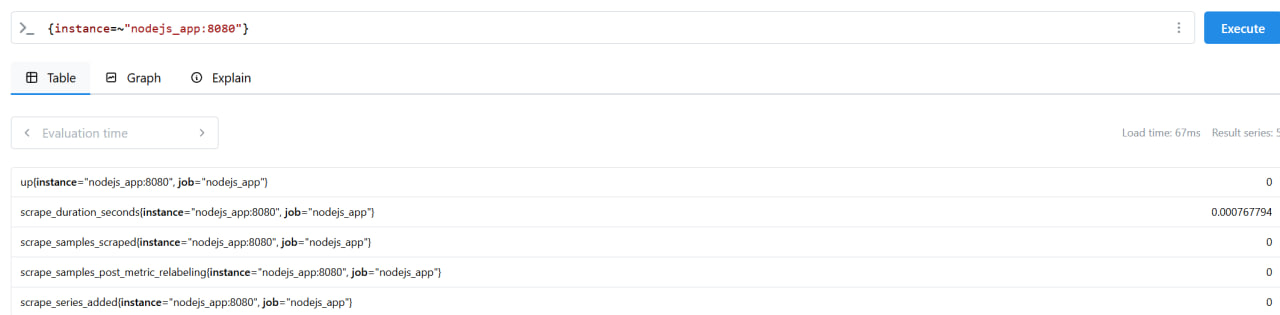 >_ {instance=~"nodejs_app:8080"} Execute
Table Graph Explain
Evaluation time Load time: 67ms Result series: 5
up{instance="nodejs_app:8080", job="nodejs_app"} 0
scrape_duration_seconds{instance="nodejs_app:8080", job="nodejs_app"} 0.000767794
scrape_samples_scraped{instance="nodejs_app:8080", job="nodejs_app"} 0
scrape_samples_post_metric_relabeling{instance="nodejs_app:8080", job="nodejs_app"} 0
scrape_series_added{instance="nodejs_app:8080", job="nodejs_app"} 0